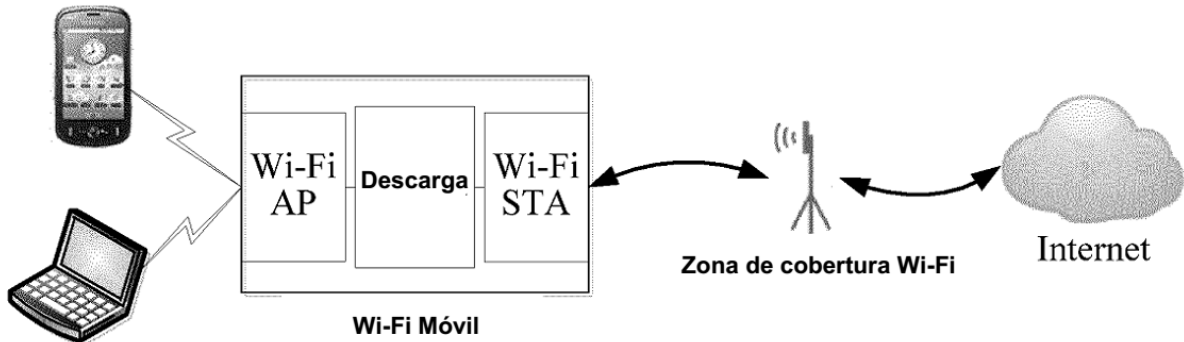 Wi-Fi
AP
Descarga
Wi-Fi
STA
Wi-Fi Móvil
Zona de cobertura Wi-Fi
Internet